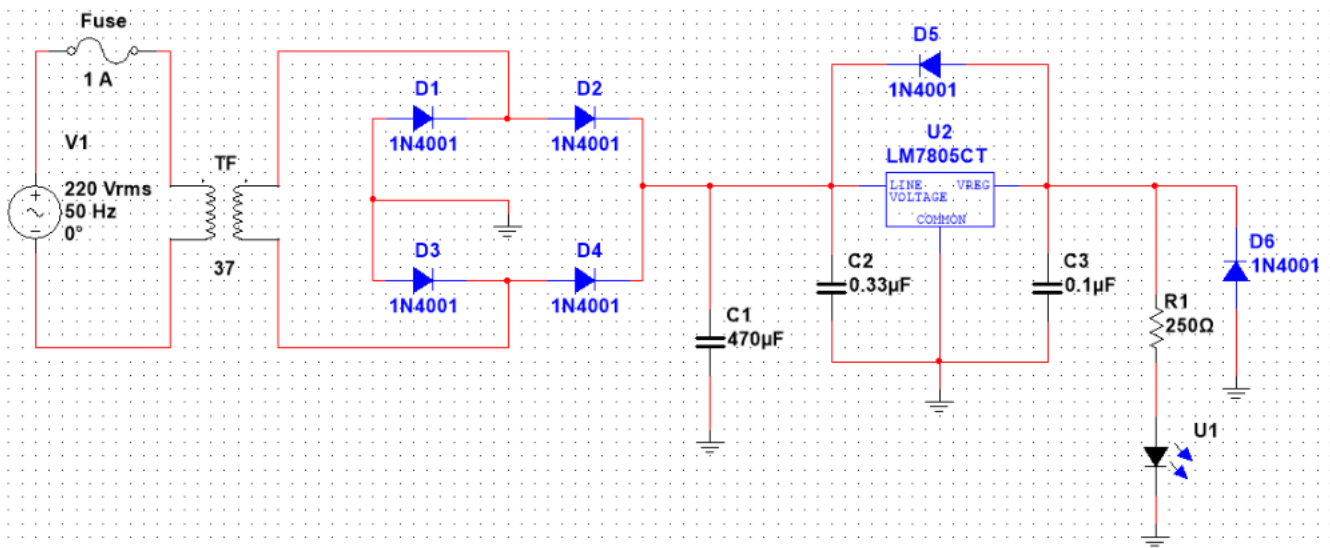 Fuse
1 A
V1
220 Vrms
50 Hz
0°
TF
37
D1
1N4001
D2
1N4001
D3
1N4001
D4
1N4001
C1
470µF
D5
1N4001
U2
LM7805CT
LINE VREG
VOLTAGE
COMMON
C2
0.33µF
C3
0.1µF
R1
250Ω
D6
1N4001
U1